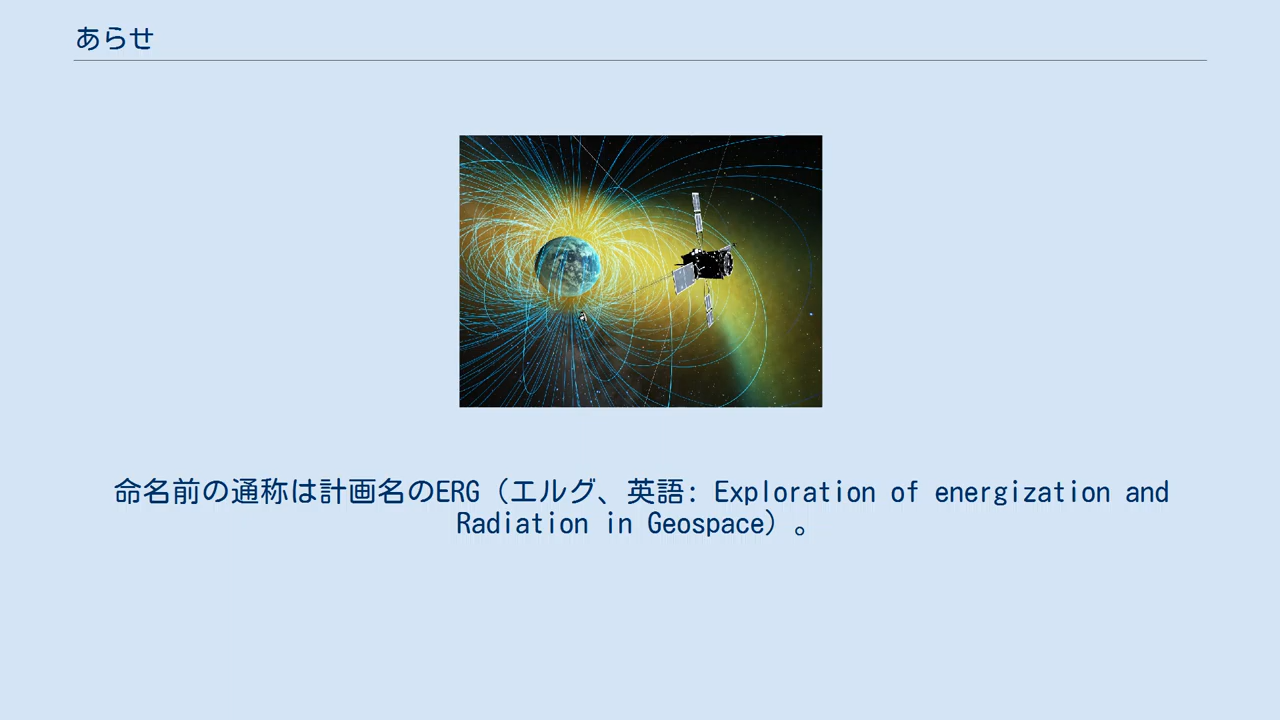 あらせ
命名前の通称は計画名のERG（エルグ、英語: Exploration of energization and
Radiation in Geospace）。